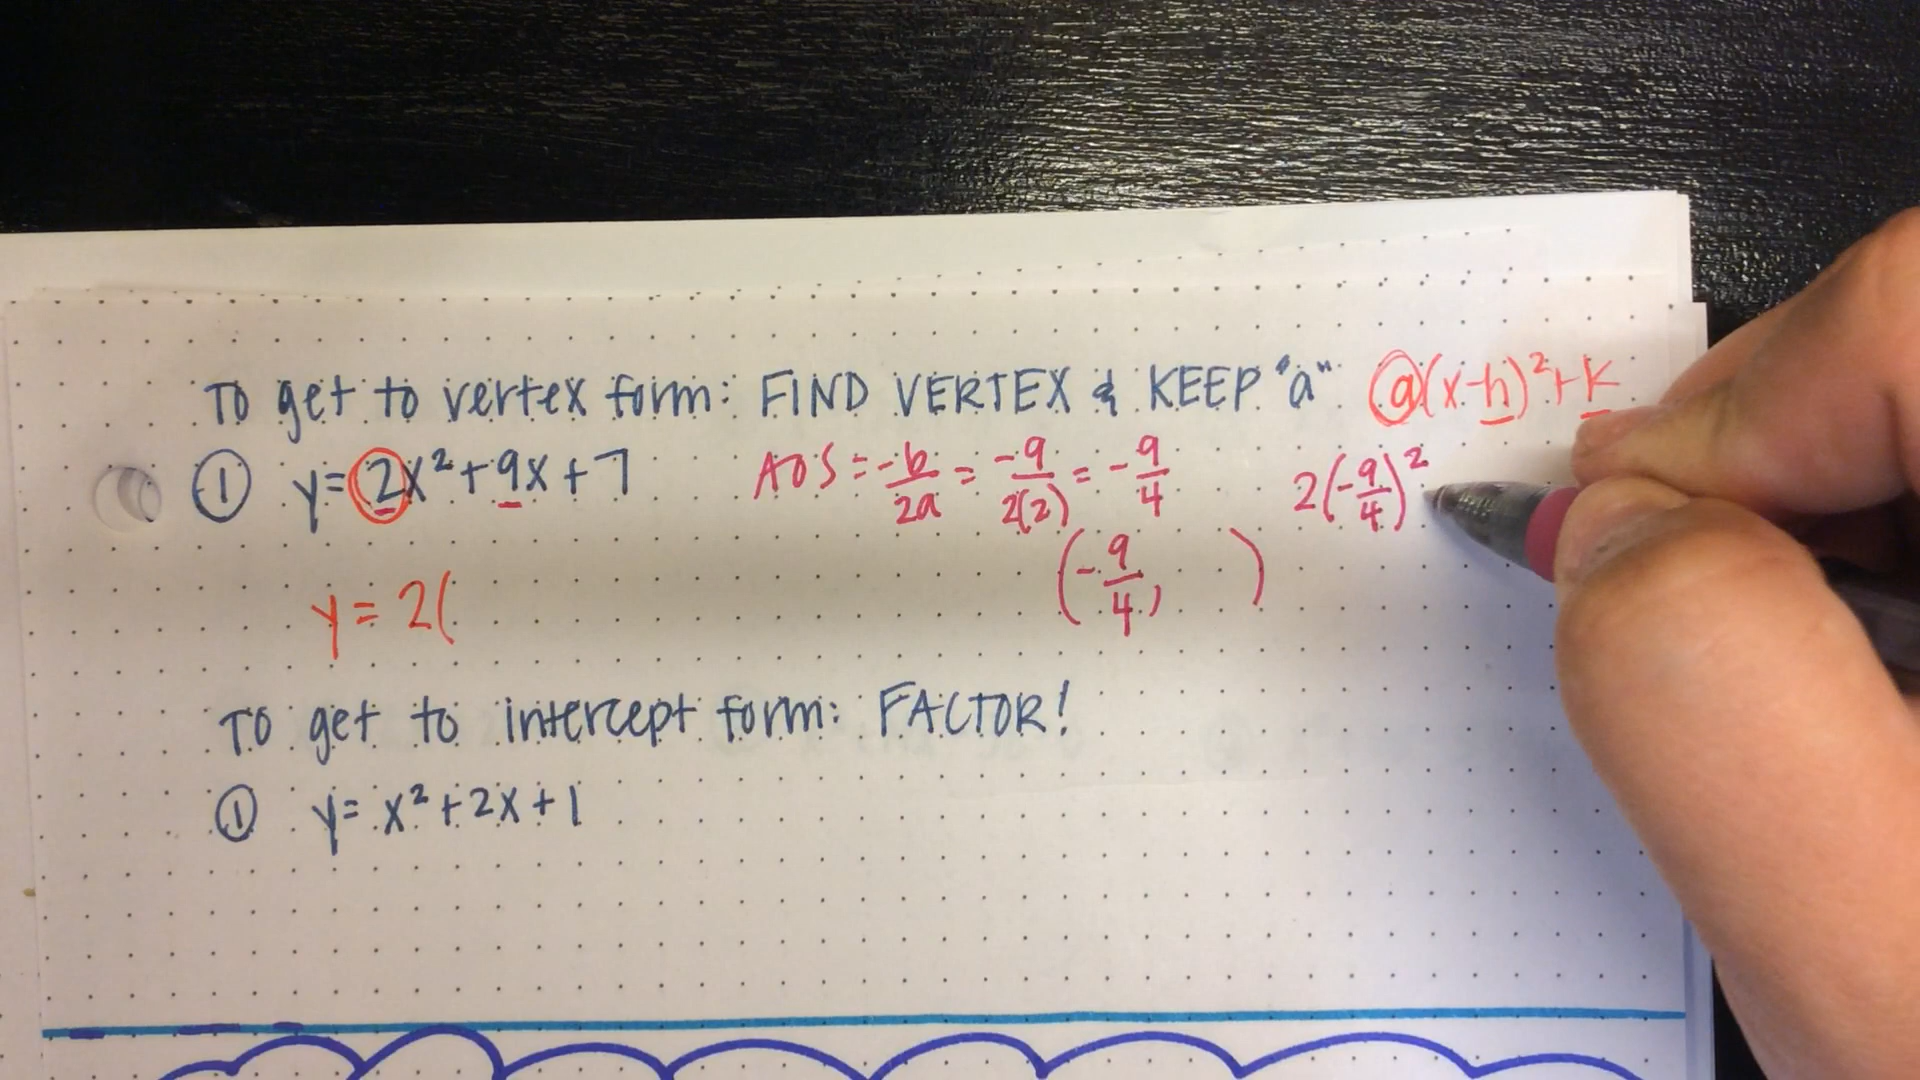 To get to vertex form: FIND VERTEX & KEEP "a" a(x-h)²+k
① y=2x²+9x+7 AOS = -b/2a = -9/2(2) = -9/4 2(-9/4)²
(-9/4, )
y = 2(
To get to intercept form: FACTOR!
① y= x²+2x+1